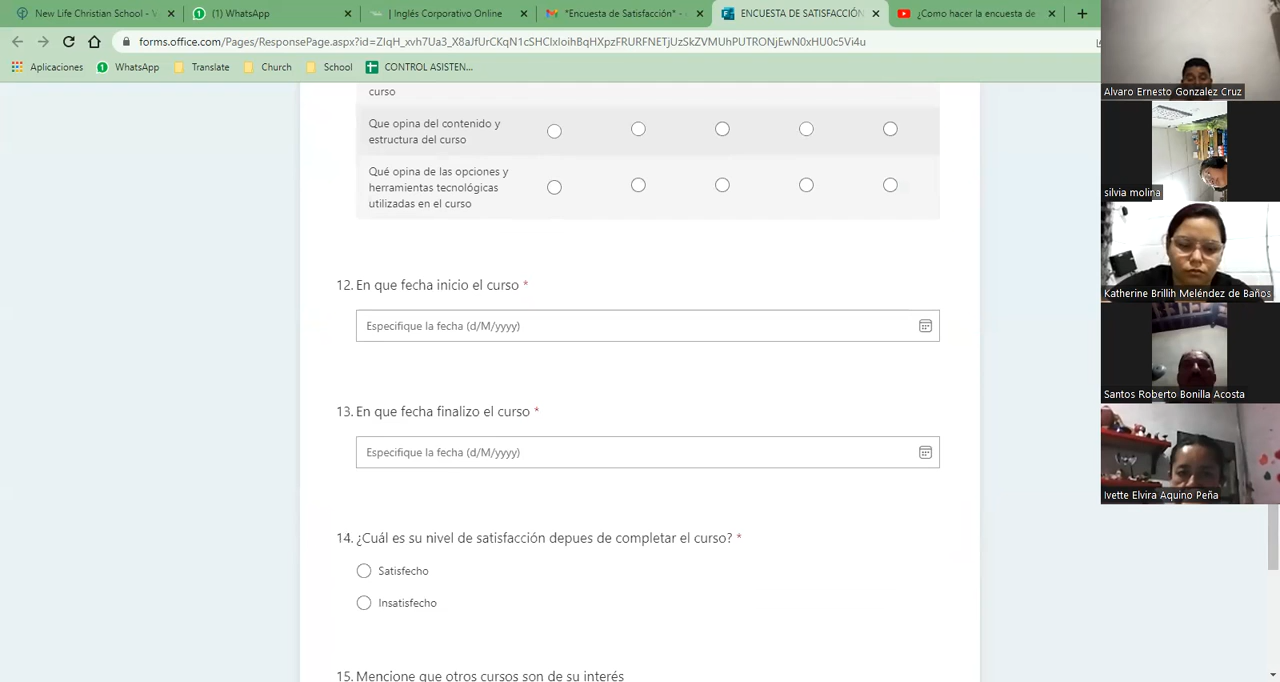 New Life Christian School - Y
(1) WhatsApp
| Inglés Corporativo Online
*Encuesta de Satisfacción* -
ENCUESTA DE SATISFACCIÓN
¿Como hacer la encuesta de
forms.office.com/Pages/ResponsePage.aspx?id=ZIqH_xvh7Ua3_X8aJfUrCKqN1cSHClxIoihBqHXpzFRURFNETjUzSkZVMUhPUTRONjEwN0xHU0c5Vi4u
Aplicaciones
WhatsApp
Translate
Church
School
CONTROL ASISTEN...
curso
Que opina del contenido y
estructura del curso
Qué opina de las opciones y
herramientas tecnológicas
utilizadas en el curso
12. En que fecha inicio el curso *
Especifique la fecha (d/M/yyyy)
13. En que fecha finalizo el curso *
Especifique la fecha (d/M/yyyy)
14. ¿Cuál es su nivel de satisfacción depues de completar el curso? *
Satisfecho
Insatisfecho
15. Mencione que otros cursos son de su interés
Alvaro Ernesto Gonzalez Cruz
silvia molina
Katherine Brillih Meléndez de Baños
Santos Roberto Bonilla Acosta
Ivette Elvira Aquino Peña